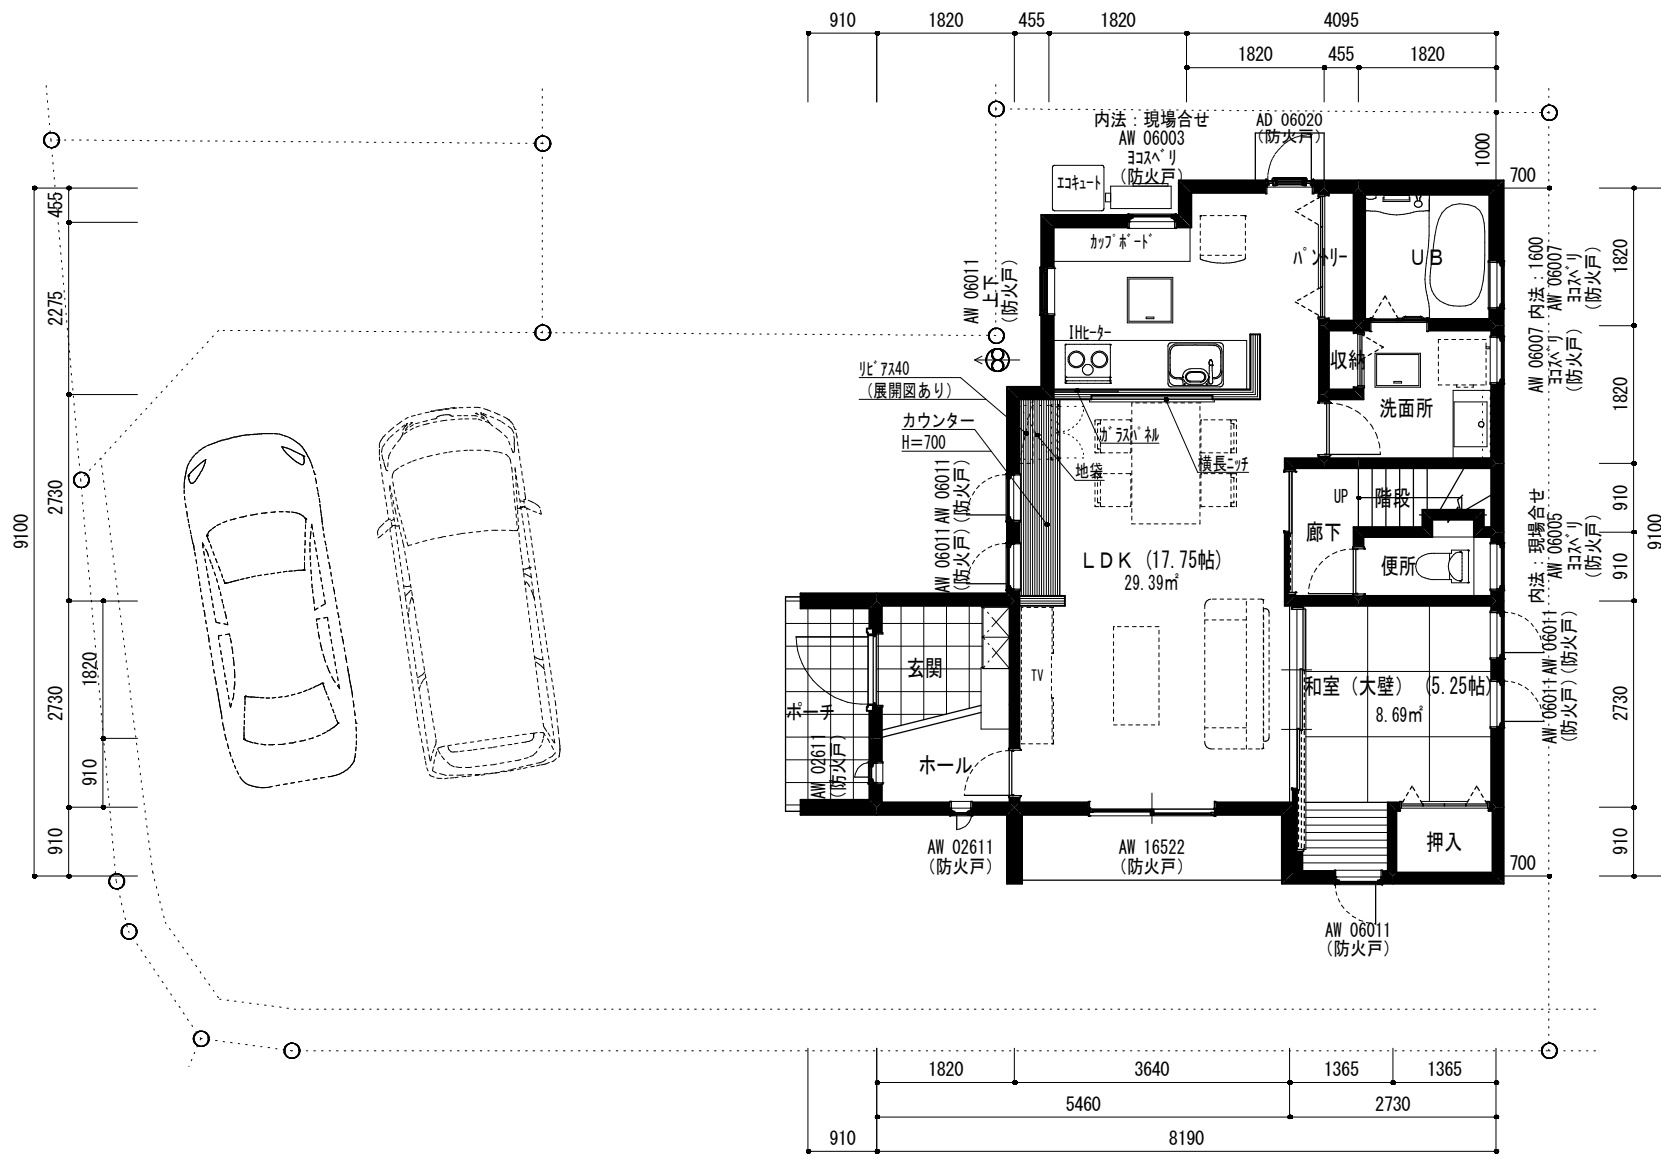 910
1820
455
1820
4095
1820
455
1820
内法：現場合せ
AW 06003
ヨコスベリ
（防火戸）
AD 06020
（防火戸）
1000
700
エコキュート
カップボード
パントリー
UB
AW 06011
上下
（防火戸）
内法：1600
AW 06007
ヨコスベリ
（防火戸）
AW 06007
ヨコスベリ
（防火戸）
IHヒーター
収納
洗面所
リビアス40
（展開図あり）
カウンター
H=700
ガラスパネル
地袋
横長ニッチ
AW 06011
（防火戸）
AW 06011
（防火戸）
UP
階段
廊下
便所
内法：現場合せ
AW 06005
ヨコスベリ
（防火戸）
LDK (17.75帖)
29.39㎡
玄関
TV
ポーチ
ホール
和室（大壁） (5.25帖)
8.69㎡
AW 06011
（防火戸）
AW 06011
（防火戸）
AW 02611
（防火戸）
押入
AW 02611
（防火戸）
AW 16522
（防火戸）
AW 06011
（防火戸）
700
455
2275
2730
9100
2730
1820
910
910
1820
1820
910
910
9100
2730
910
1820
3640
1365
1365
5460
2730
910
8190